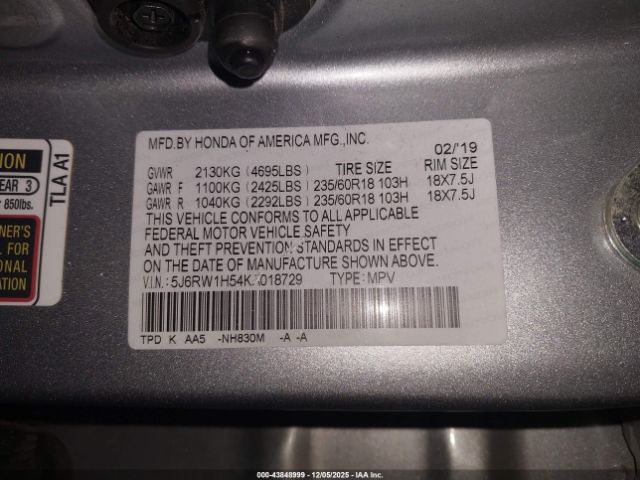 MFD.BY HONDA OF AMERICA MFG.,INC.
02/'19
GVWR 2130KG (4695LBS) TIRE SIZE RIM SIZE
GAWR F 1100KG (2425LBS) 235/60R18 103H 18X7.5J
GAWR R 1040KG (2292LBS) 235/60R18 103H 18X7.5J
THIS VEHICLE CONFORMS TO ALL APPLICABLE
FEDERAL MOTOR VEHICLE SAFETY
AND THEFT PREVENTION STANDARDS IN EFFECT
ON THE DATE OF MANUFACTURE SHOWN ABOVE.
V.I.N.: TYPE: MPV
TPD K AA5 -NH830M -A -A
EAR 3
850lbs.
TLA A1
000-43848999 | 12/05/2025 | IAA Inc.